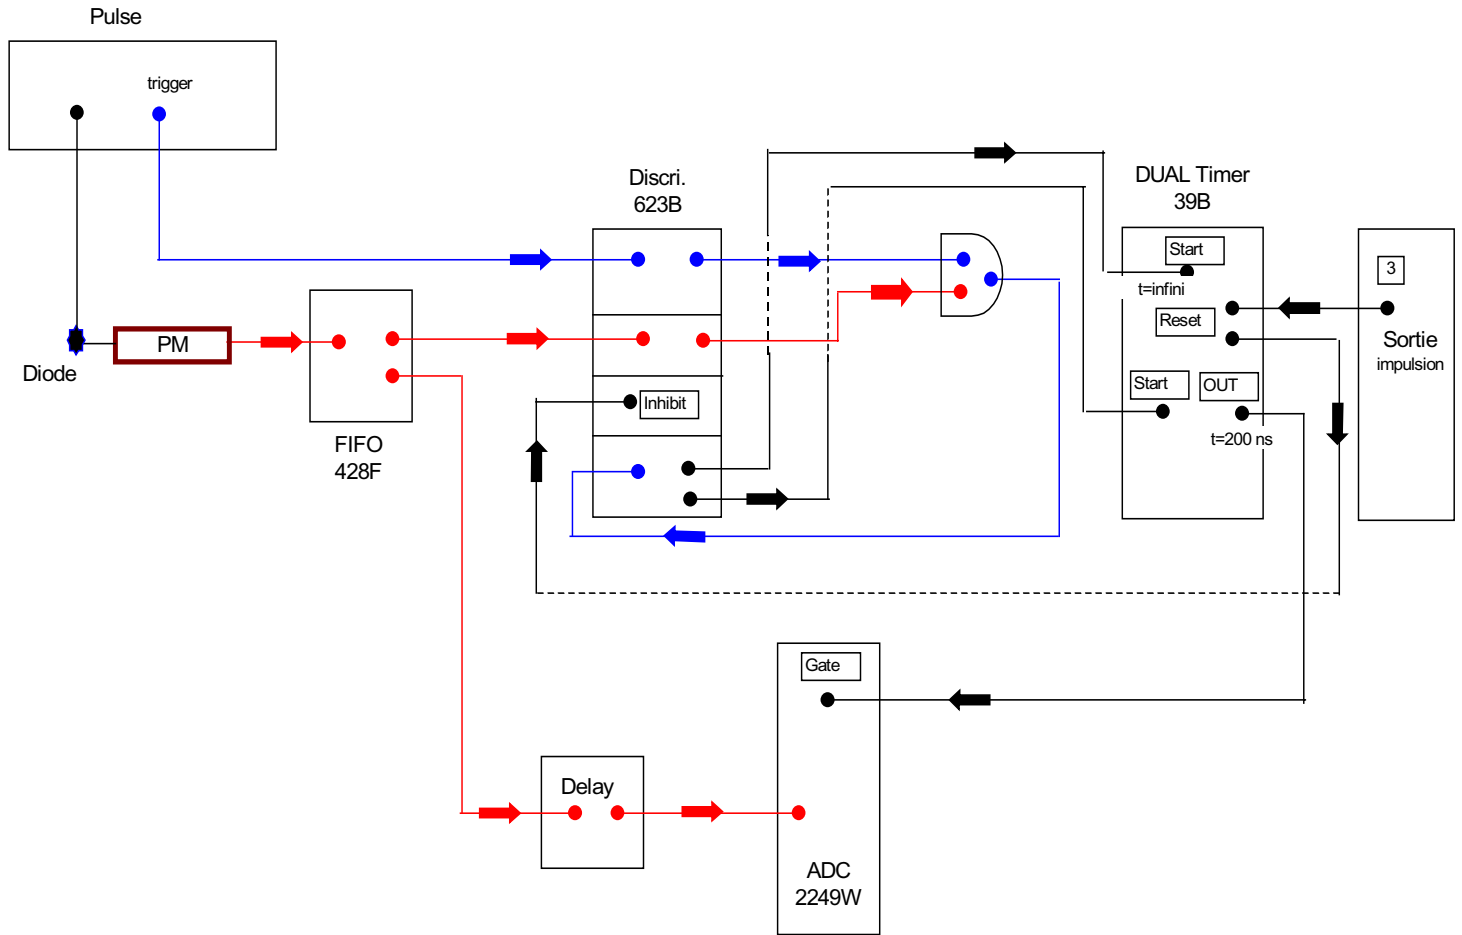 Pulse
trigger
Discri.
623B
DUAL Timer
39B
Start
t=infini
3
Reset
Sortie
impulsion
PM
Diode
Inhibit
Start
OUT
t=200 ns
FIFO
428F
Gate
Delay
ADC
2249W